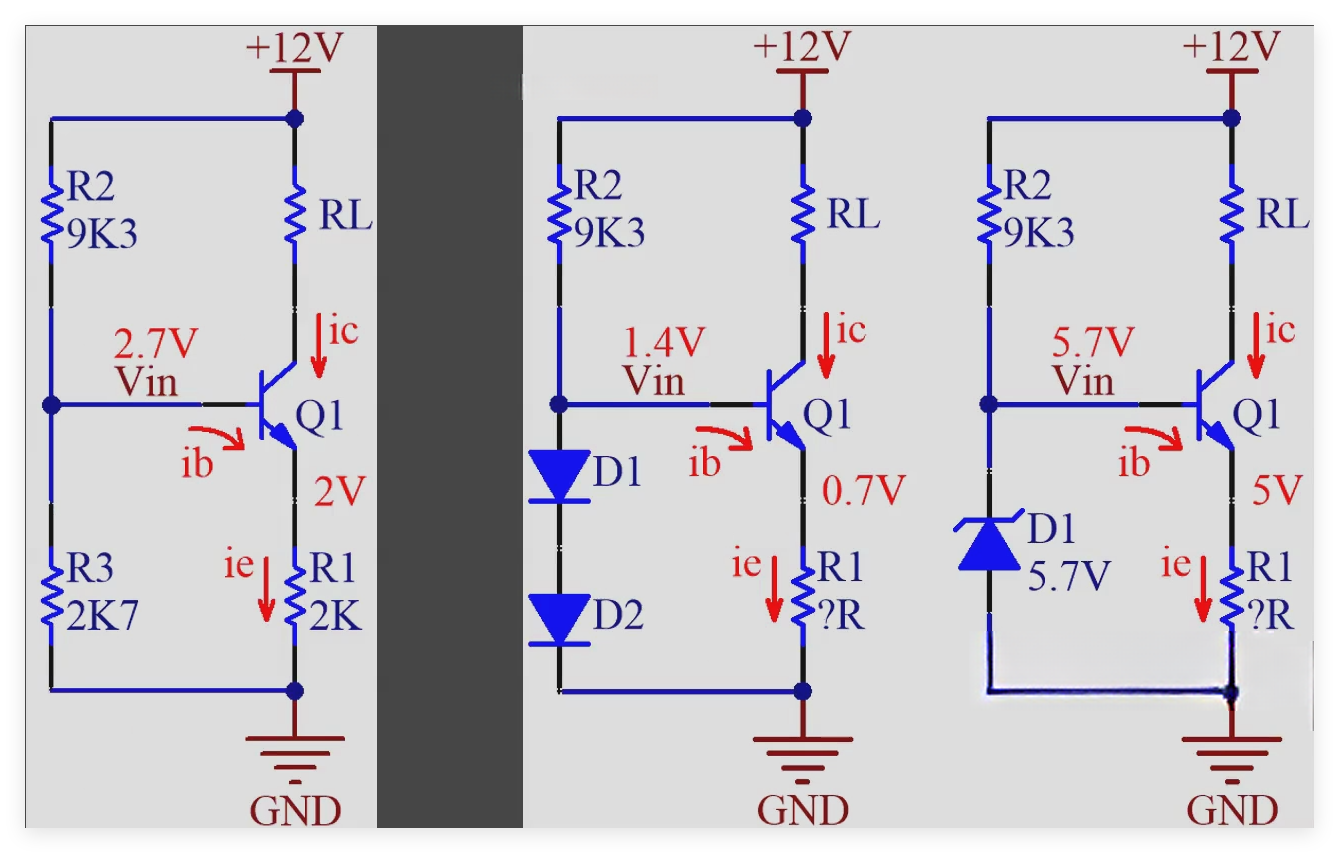 +12V
R2
9K3
RL
2.7V
Vin
ic
Q1
ib
2V
R3
2K7
ie
R1
2K
GND
+12V
R2
9K3
RL
1.4V
Vin
ic
Q1
ib
D1
0.7V
ie
R1
?R
D2
GND
+12V
R2
9K3
RL
5.7V
Vin
ic
Q1
ib
5V
D1
5.7V
ie
R1
?R
GND